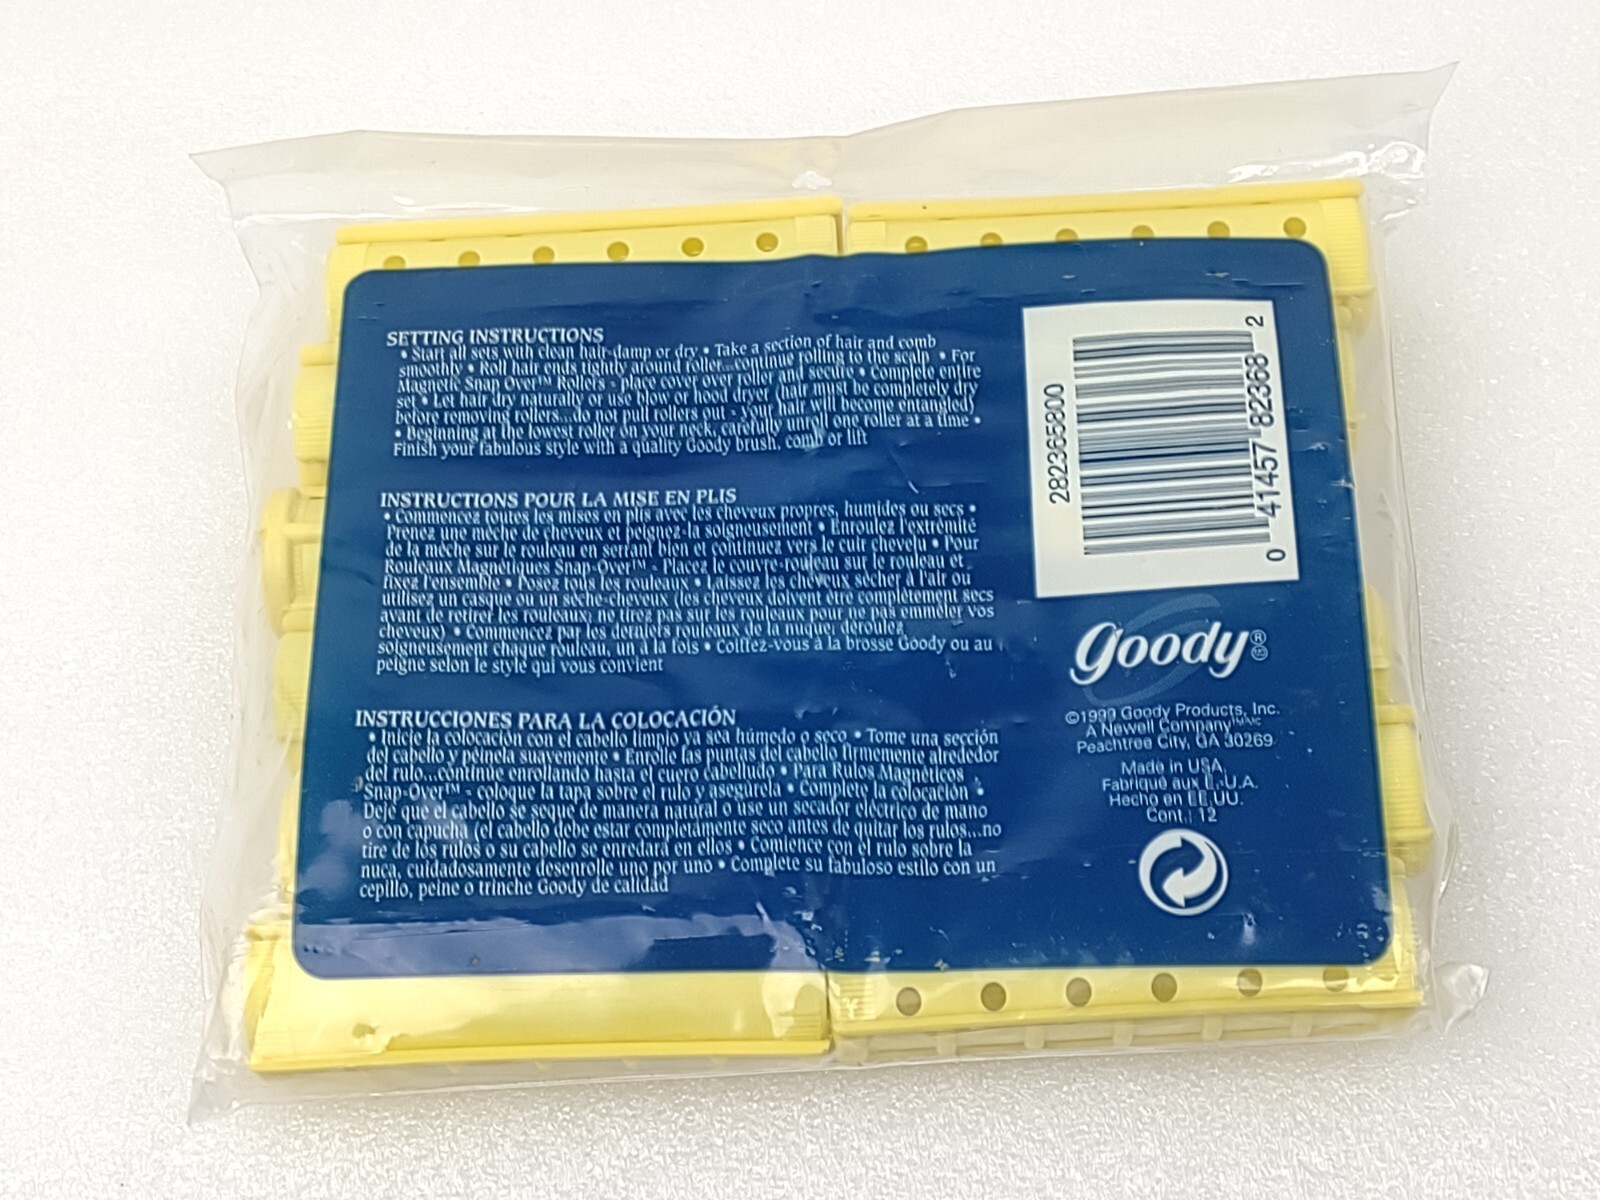 SETTING INSTRUCTIONS
• Start all sets with clean hair-damp or dry • Take a section of hair and comb
smoothly • Roll hair ends tightly around roller...continue rolling to the scalp • For
Magnetic Snap Over™ Rollers - place cover over roller and secure • Complete entire
set • Let hair dry naturally or use blow or hood dryer (hair must be completely dry
before removing rollers...do not pull rollers out - your hair will become entangled)
• Beginning at the lowest roller on your neck, carefully unroll one roller at a time •
Finish your fabulous style with a quality Goody brush, comb or lift
INSTRUCTIONS POUR LA MISE EN PLIS
• Commencez toutes les mises en plis avec les cheveux propres, humides ou secs •
Prenez une mèche de cheveux et peignez-la soigneusement • Enroulez l'extrémité
de la mèche sur le rouleau en serrant bien et continuez vers le cuir chevelu • Pour
Rouleaux Magnétiques Snap-Over™ - Placez le couvre-rouleau sur le rouleau et
fixez l'ensemble • Posez tous les rouleaux • Laissez les cheveux sécher à l'air ou
utilisez un casque ou un sèche-cheveux (les cheveux doivent être complètement secs
avant de retirer les rouleaux; ne tirez pas sur les rouleaux pour ne pas emmêler vos
cheveux) • Commencez par les derniers rouleaux de la nuque; déroulez
soigneusement chaque rouleau, un à la fois • Coiffez-vous à la brosse Goody ou au
peigne selon le style qui vous convient
INSTRUCCIONES PARA LA COLOCACIÓN
• Inicie la colocación con el cabello limpio ya sea húmedo o seco • Tome una sección
del cabello y péinela suavemente • Enrolle las puntas del cabello firmemente alrededor
del rulo...continúe enrollando hasta el cuero cabelludo • Para Rulos Magnéticos
Snap-Over™ - coloque la tapa sobre el rulo y asegúrela • Complete la colocación •
Deje que el cabello se seque de manera natural o use un secador eléctrico de mano
o con capucha (el cabello debe estar completamente seco antes de quitar los rulos...no
tire de los rulos o su cabello se enredará en ellos • Comience con el rulo sobre la
nuca, cuidadosamente desenrolle uno por uno • Complete su fabuloso estilo con un
cepillo, peine o trinche Goody de calidad
282365800
0 41457 82368 2
goody®
©1999 Goody Products, Inc.
A Newell Company™/MC
Peachtree City, GA 30269
Made in USA
Fabriqué aux E.-U.A.
Hecho en EE.UU.
Cont.: 12